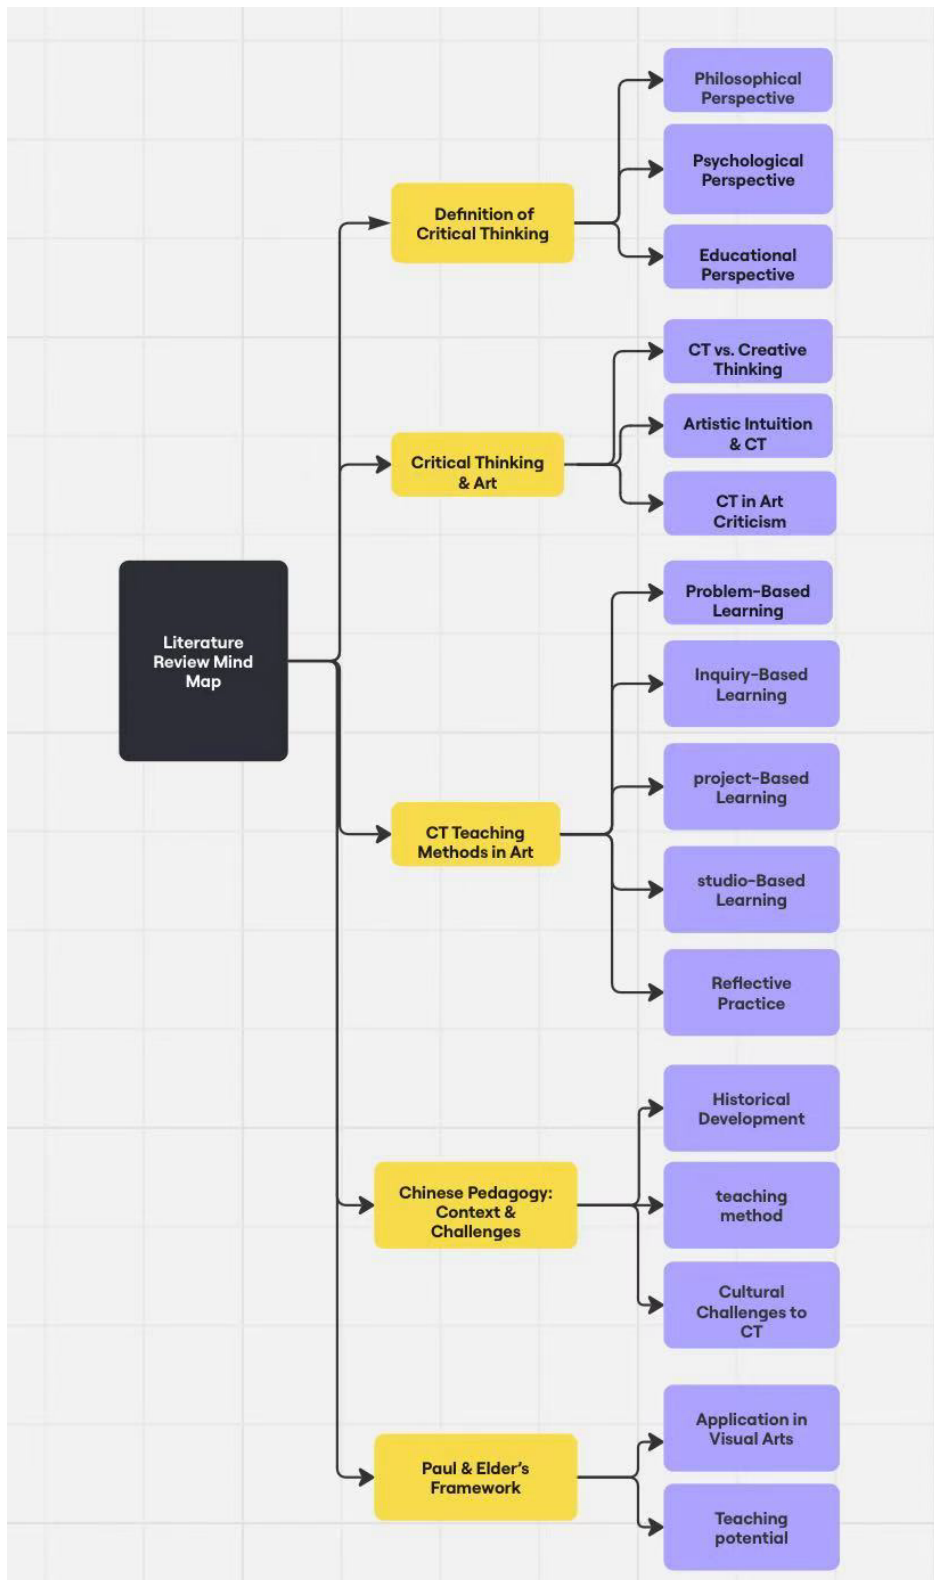 Philosophical
Perspective
Psychological
Perspective
Definition of
Critical Thinking
Educational
Perspective
CT vs. Creative
Thinking
Artistic Intuition
& CT
Critical Thinking
& Art
CT in Art
Criticism
Problem-Based
Learning
Literature
Review Mind
Map
Inquiry-Based
Learning
project-Based
Learning
CT Teaching
Methods in Art
studio-Based
Learning
Reflective
Practice
Historical
Development
Chinese Pedagogy:
Context &
Challenges
teaching
method
Cultural
Challenges to
CT
Application in
Visual Arts
Paul & Elder's
Framework
Teaching
potential